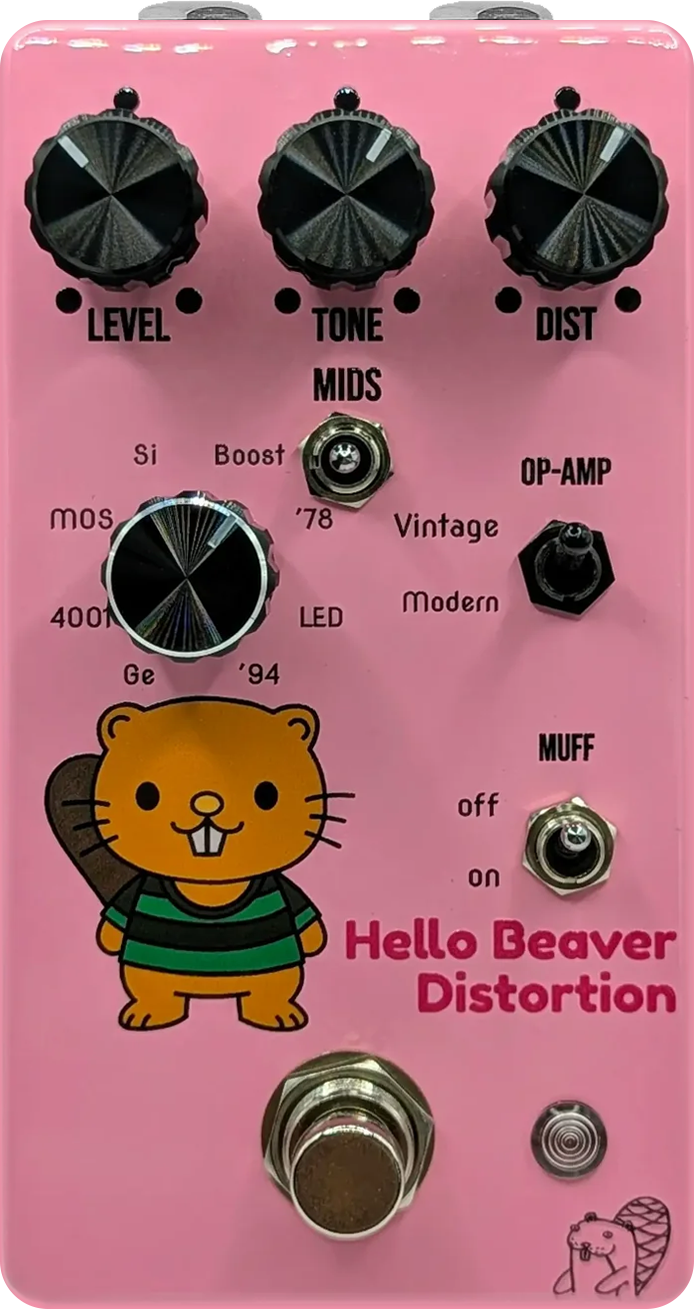 LEVEL TONE DIST
MIDS
Si Boost
OP-AMP
MOS '78 Vintage
4001 LED Modern
Ge '94
MUFF
off
on
Hello Beaver
Distortion